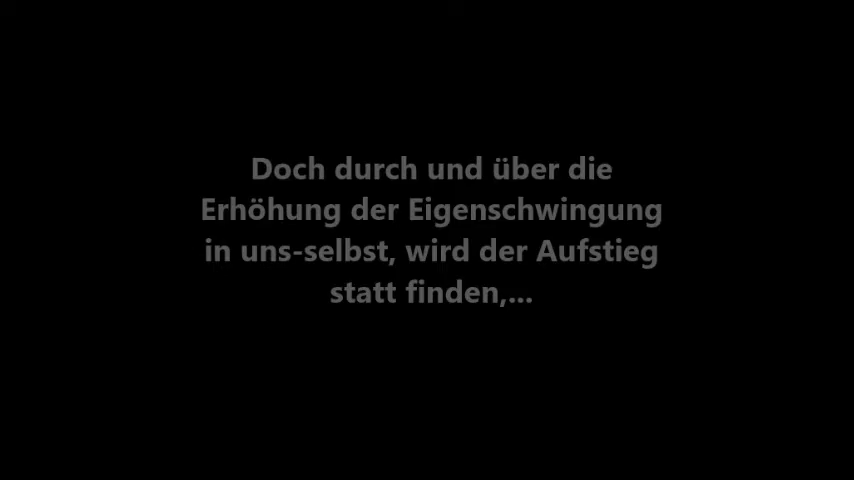 Doch durch und über die
Erhöhung der Eigenschwingung
in uns-selbst, wird der Aufstieg
statt finden,...